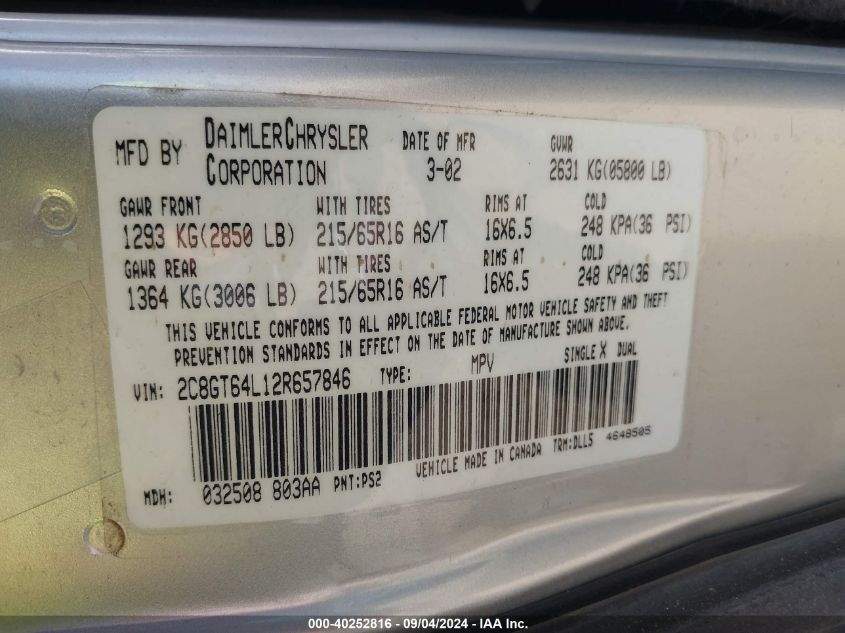 MFD BY DAIMLERCHRYSLER CORPORATION DATE OF MFR 3-02 GVWR 2631 KG(05800 LB)
GAWR FRONT WITH TIRES RIMS AT COLD
1293 KG(2850 LB) 215/65R16 AS/T 16X6.5 248 KPA(36 PSI)
GAWR REAR WITH TIRES RIMS AT COLD
1364 KG(3006 LB) 215/65R16 AS/T 16X6.5 248 KPA(36 PSI)
THIS VEHICLE CONFORMS TO ALL APPLICABLE FEDERAL MOTOR VEHICLE SAFETY AND THEFT
PREVENTION STANDARDS IN EFFECT ON THE DATE OF MANUFACTURE SHOWN ABOVE.
VIN: 2C8GT64L12R657846 TYPE: MPV SINGLE X DUAL
VEHICLE MADE IN CANADA TRM:DLL5 4648505
MDH: 032508 803AA PNT:PS2
000-40252816 - 09/04/2024 - IAA Inc.